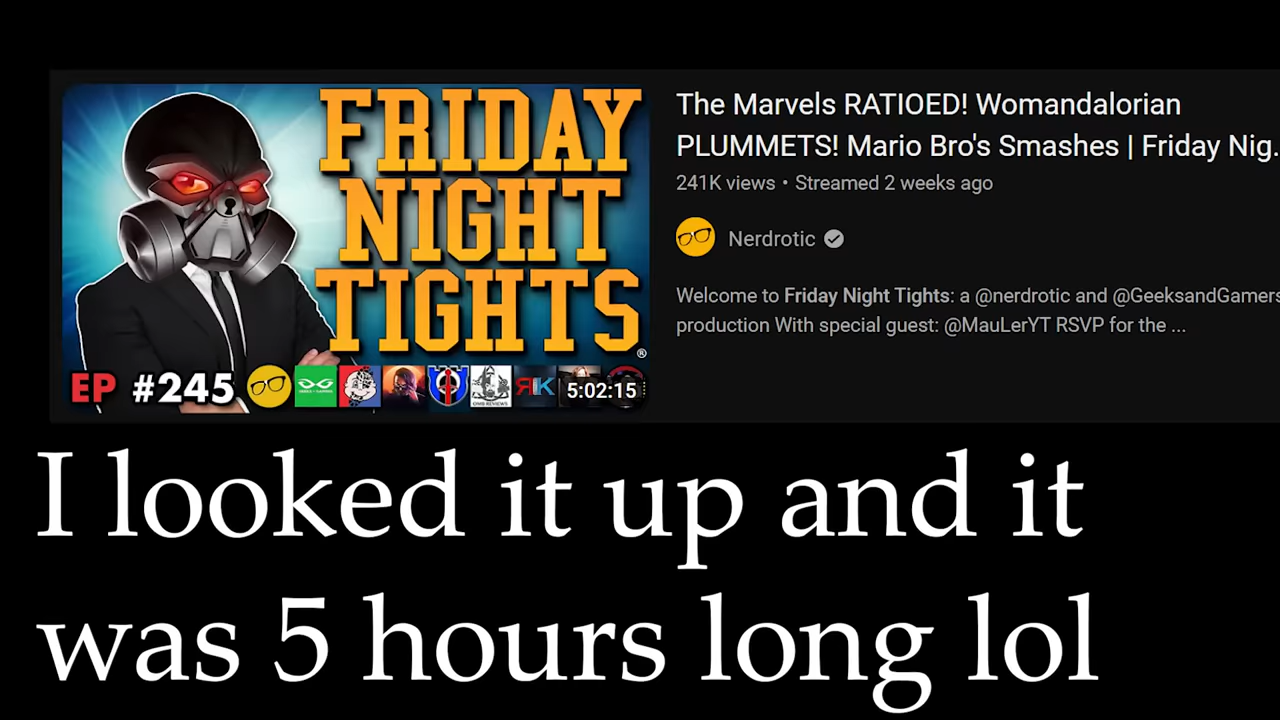 FRIDAY
NIGHT
TIGHTS
®
EP #245
RK
5:02:15
The Marvels RATIOED! Womandalorian
PLUMMETS! Mario Bro's Smashes | Friday Nig.
241K views • Streamed 2 weeks ago
Nerdrotic
Welcome to Friday Night Tights: a @nerdrotic and @GeeksandGamers
production With special guest: @MauLerYT RSVP for the ...
I looked it up and it
was 5 hours long lol